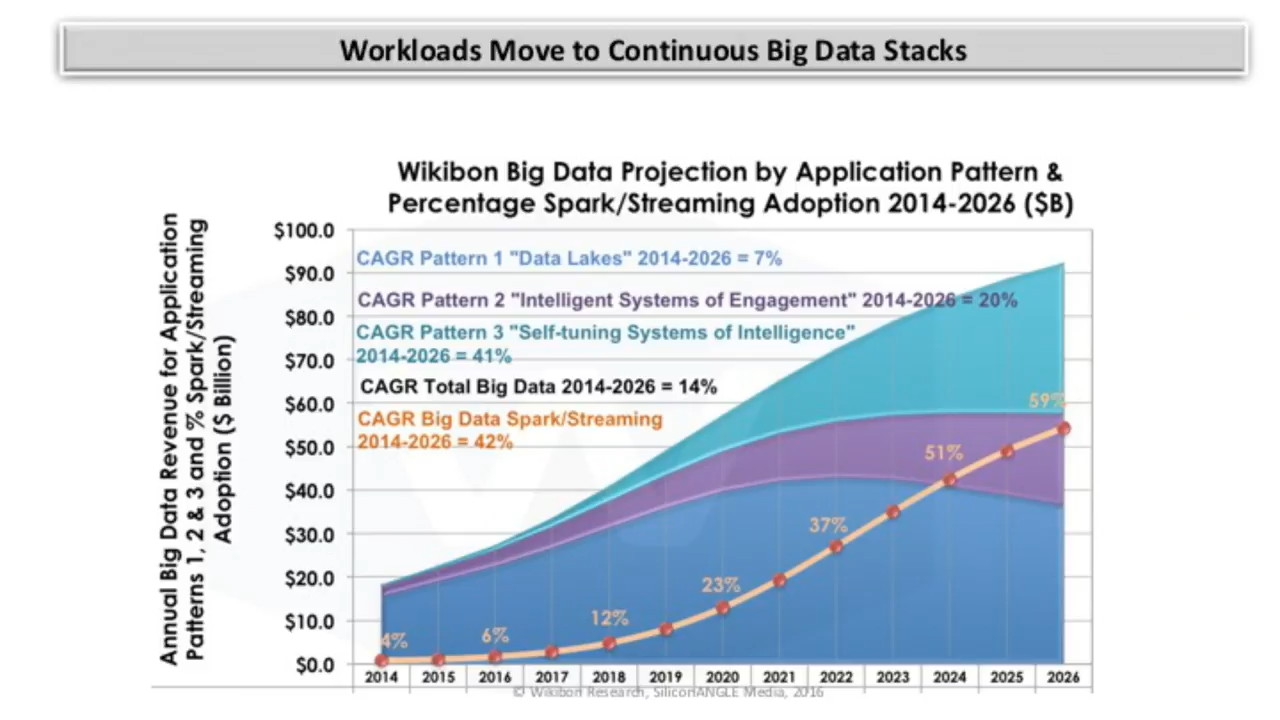 Workloads Move to Continuous Big Data Stacks
Wikibon Big Data Projection by Application Pattern &
Percentage Spark/Streaming Adoption 2014-2026 ($B)
Annual Big Data Revenue for Application
Patterns 1, 2 & 3 and % Spark/Streaming
Adoption ($ Billion)
$100.0
$90.0
$80.0
$70.0
$60.0
$50.0
$40.0
$30.0
$20.0
$10.0
$0.0
CAGR Pattern 1 "Data Lakes" 2014-2026 = 7%
CAGR Pattern 2 "Intelligent Systems of Engagement" 2014-2026 = 20%
CAGR Pattern 3 "Self-tuning Systems of Intelligence"
2014-2026 = 41%
CAGR Total Big Data 2014-2026 = 14%
CAGR Big Data Spark/Streaming
2014-2026 = 42%
4%
6%
12%
23%
37%
51%
59%
2014 2015 2016 2017 2018 2019 2020 2021 2022 2023 2024 2025 2026
© Wikibon Research, SiliconANGLE Media, 2016